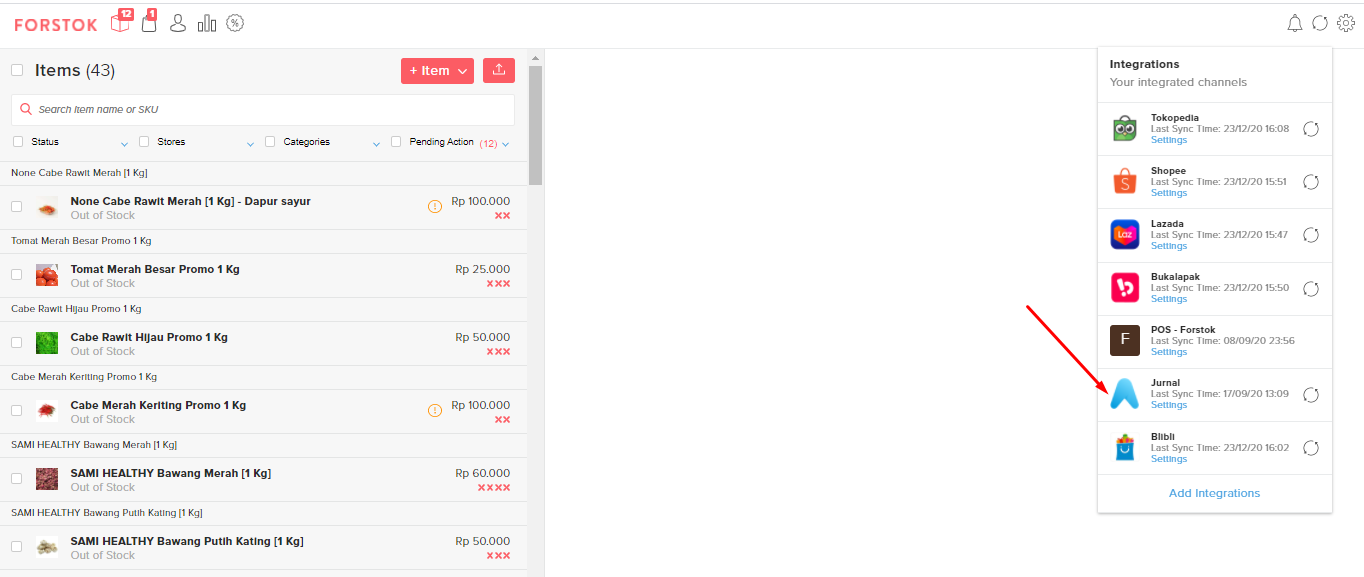 FORSTOK
12
1
%
Items (43)
+ Item
Search item name or SKU
Status
Stores
Categories
Pending Action (12)
None Cabe Rawit Merah [1 Kg]
None Cabe Rawit Merah [1 Kg] - Dapur sayur
Rp 100.000
Out of Stock
Tomat Merah Besar Promo 1 Kg
Tomat Merah Besar Promo 1 Kg
Rp 25.000
Out of Stock
Cabe Rawit Hijau Promo 1 Kg
Cabe Rawit Hijau Promo 1 Kg
Rp 50.000
Out of Stock
Cabe Merah Keriting Promo 1 Kg
Cabe Merah Keriting Promo 1 Kg
Rp 100.000
Out of Stock
SAMI HEALTHY Bawang Merah [1 Kg]
SAMI HEALTHY Bawang Merah [1 Kg]
Rp 60.000
Out of Stock
SAMI HEALTHY Bawang Putih Kating [1 Kg]
SAMI HEALTHY Bawang Putih Kating [1 Kg]
Rp 50.000
Out of Stock
Integrations
Your integrated channels
Tokopedia
Last Sync Time: 23/12/20 16:08
Settings
S
Shopee
Last Sync Time: 23/12/20 15:51
Settings
Laz
Lazada
Last Sync Time: 23/12/20 15:47
Settings
Bukalapak
Last Sync Time: 23/12/20 15:50
Settings
F
POS - Forstok
Last Sync Time: 08/09/20 23:56
Settings
Jurnal
Last Sync Time: 17/09/20 13:09
Settings
Blibli
Last Sync Time: 23/12/20 16:02
Settings
Add Integrations